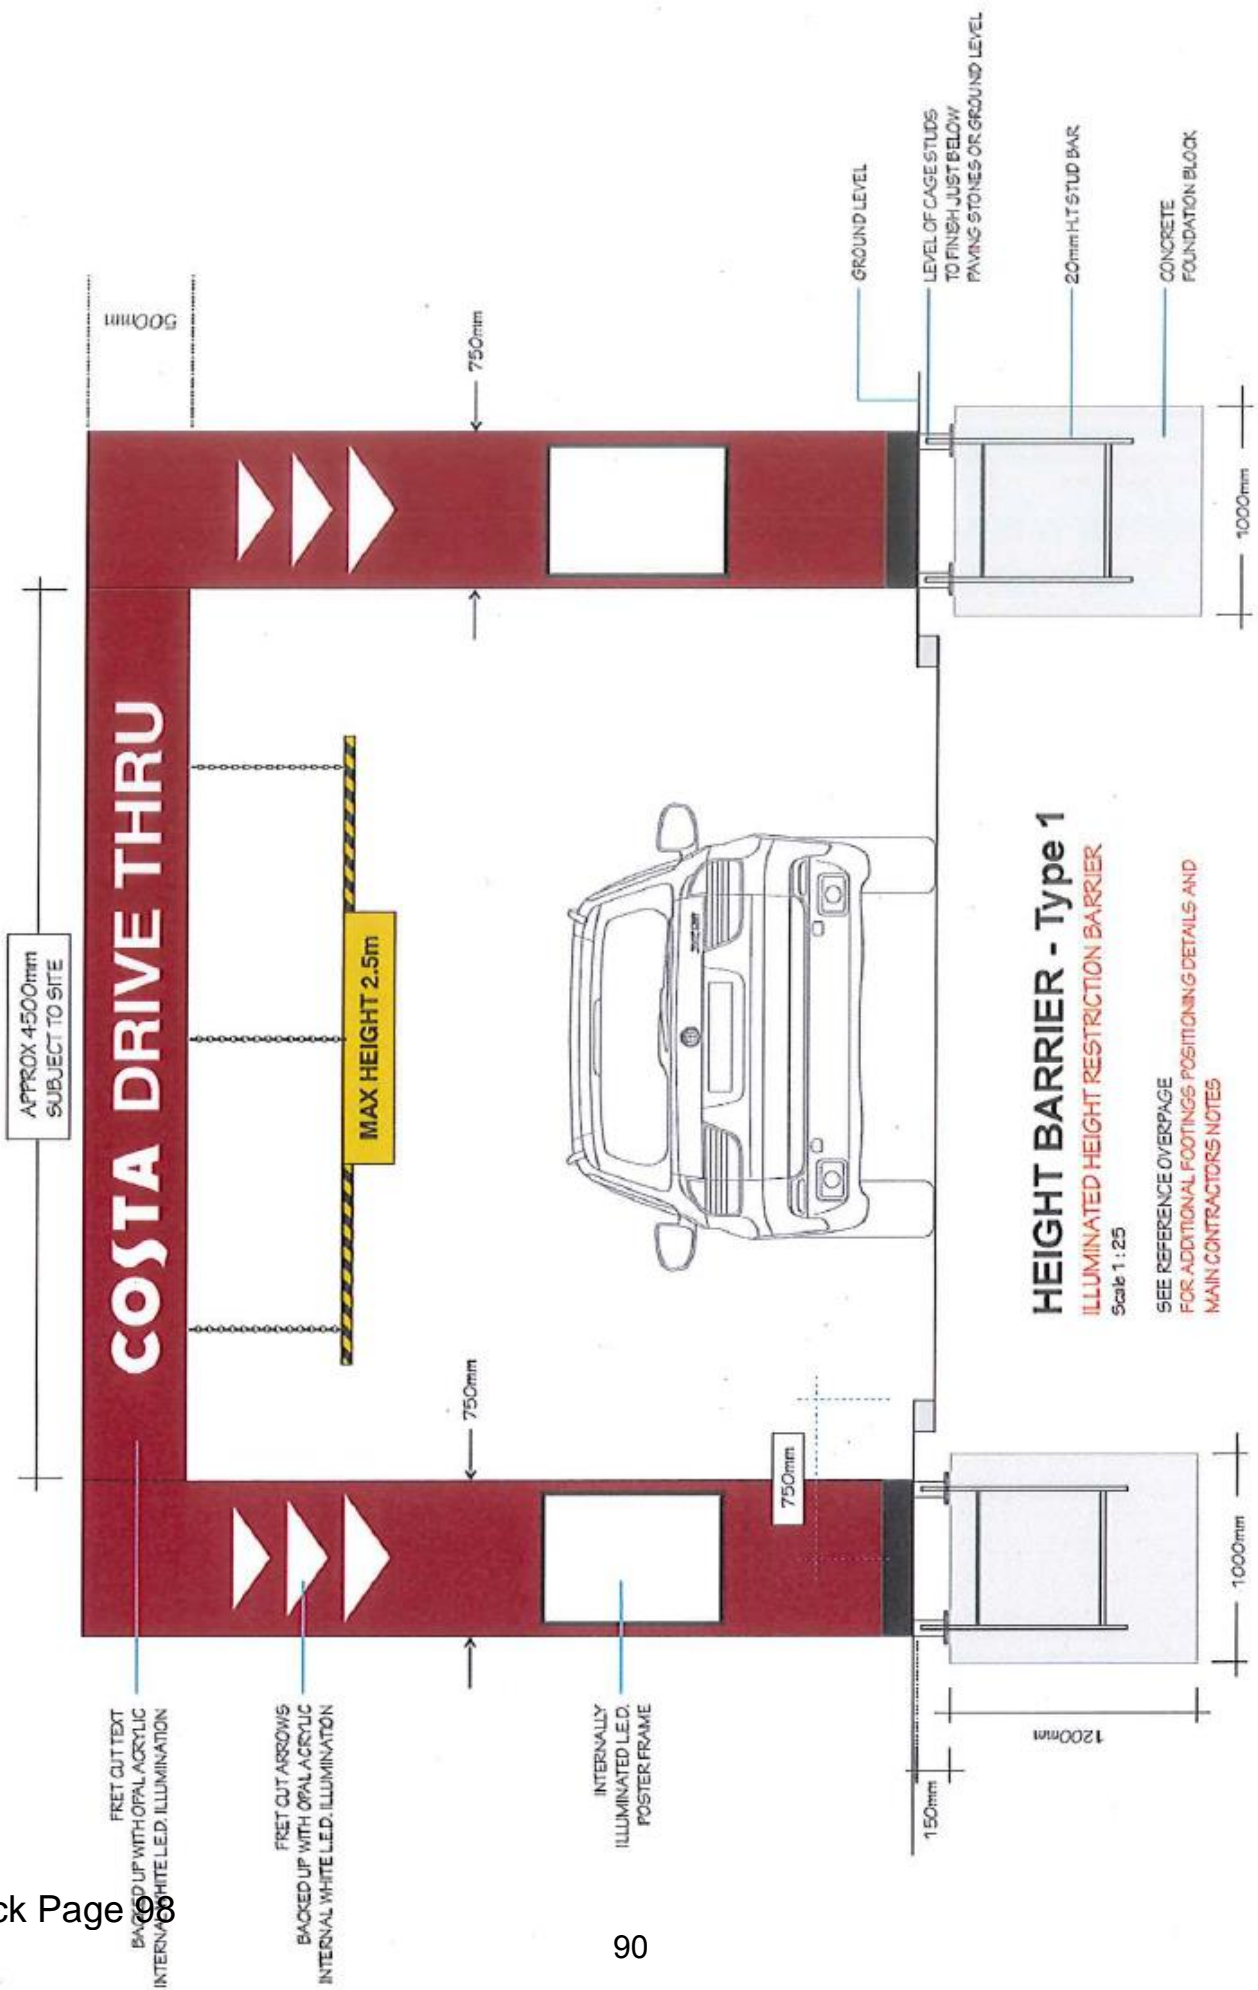 APPROX 4500mm
SUBJECT TO SITE
500mm
COSTA DRIVE THRU
MAX HEIGHT 2.5m
750mm
750mm
750mm
FRET CUT TEXT
BACKED UP WITH OPAL ACRYLIC
INTERNAL WHITE L.E.D. ILLUMINATION
FRET CUT ARROWS
BACKED UP WITH OPAL ACRYLIC
INTERNAL WHITE L.E.D. ILLUMINATION
INTERNALLY
ILLUMINATED L.E.D.
POSTER FRAME
GROUND LEVEL
LEVEL OF CAGE STUDS
TO FINISH JUST BELOW
PAVING STONES OR GROUND LEVEL
20mm H.T STUD BAR
CONCRETE
FOUNDATION BLOCK
150mm
1200mm
1000mm
1000mm
HEIGHT BARRIER - Type 1
ILLUMINATED HEIGHT RESTRICTION BARRIER
Scale 1 : 25
SEE REFERENCE OVERPAGE
FOR ADDITIONAL FOOTINGS POSITIONING DETAILS AND
MAIN CONTRACTORS NOTES
ck Page 98
90